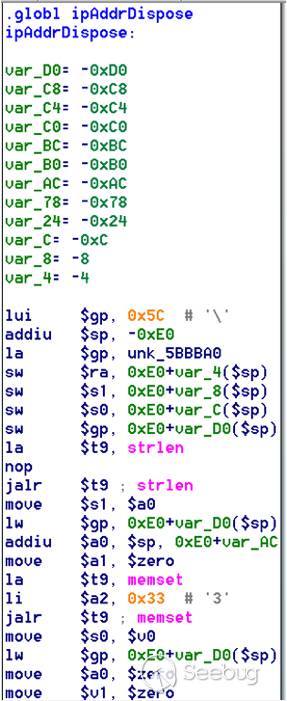 .globl ipAddrDispose
ipAddrDispose:
var_D0= -0xD0
var_C8= -0xC8
var_C4= -0xC4
var_C0= -0xC0
var_BC= -0xBC
var_B0= -0xB0
var_AC= -0xAC
var_78= -0x78
var_24= -0x24
var_C= -0xC
var_8= -8
var_4= -4
lui $gp, 0x5C # '\'
addiu $sp, -0xE0
la $gp, unk_5BBBA0
sw $ra, 0xE0+var_4($sp)
sw $s1, 0xE0+var_8($sp)
sw $s0, 0xE0+var_C($sp)
sw $gp, 0xE0+var_D0($sp)
la $t9, strlen
nop
jalr $t9 ; strlen
move $s1, $a0
lw $gp, 0xE0+var_D0($sp)
addiu $a0, $sp, 0xE0+var_AC
move $a1, $zero
la $t9, memset
li $a2, 0x33 # '3'
jalr $t9 ; memset
move $s0, $v0
lw $gp, 0xE0+var_D0($sp)
move $a0, $zero
move $v1, $zero
Seebug